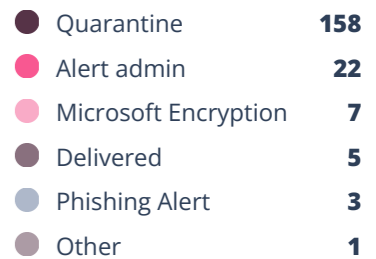 Quarantine 158
Alert admin 22
Microsoft Encryption 7
Delivered 5
Phishing Alert 3
Other 1